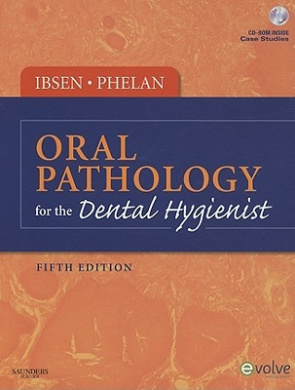 CD-ROM INSIDE
Case Studies
IBSEN • PHELAN
ORAL
PATHOLOGY
for the Dental Hygienist
FIFTH EDITION
SAUNDERS
ELSEVIER
evolve